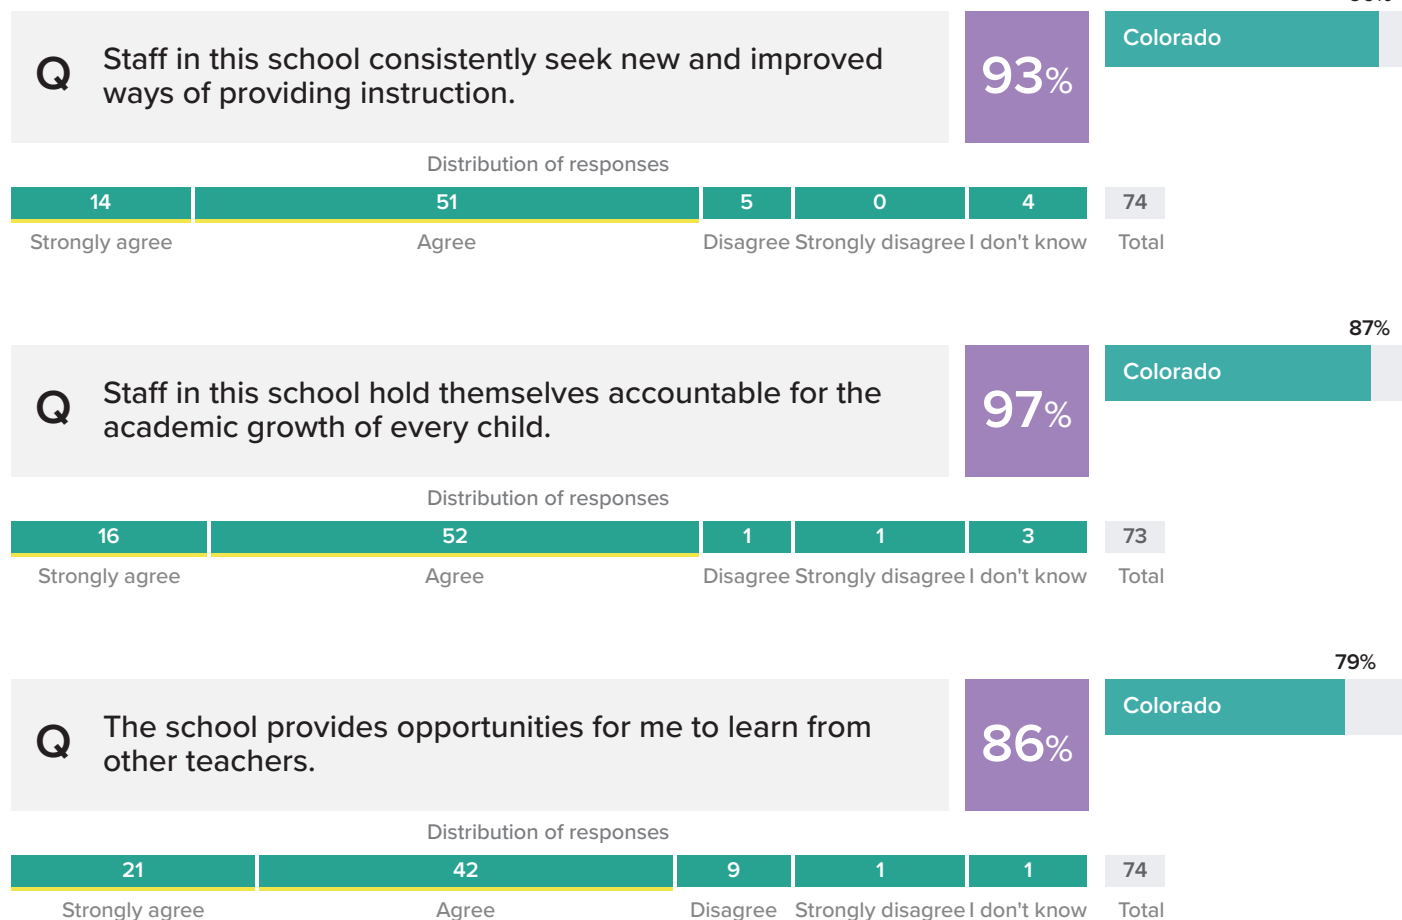 Q
Staff in this school consistently seek new and improved
ways of providing instruction.
93%
Colorado
Distribution of responses
14 51 5 0 4 74
Strongly agree Agree Disagree Strongly disagree I don't know Total
87%
Q
Staff in this school hold themselves accountable for the
academic growth of every child.
97%
Colorado
Distribution of responses
16 52 1 1 3 73
Strongly agree Agree Disagree Strongly disagree I don't know Total
79%
Q
The school provides opportunities for me to learn from
other teachers.
86%
Colorado
Distribution of responses
21 42 9 1 1 74
Strongly agree Agree Disagree Strongly disagree I don't know Total